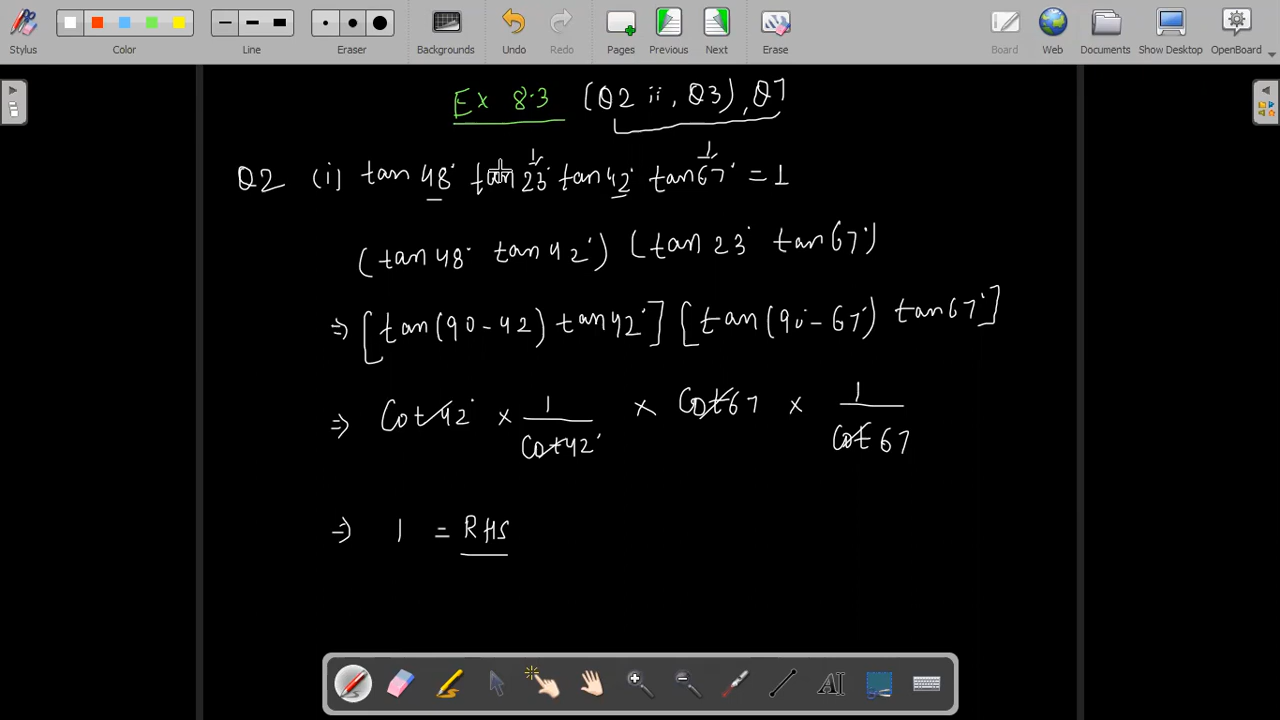 Stylus
Color
Line
Eraser
Backgrounds
Undo
Redo
Pages
Previous
Next
Erase
Board
Web
Documents
Show Desktop
OpenBoard
Ex 8.3 (Q2 ii, Q3), Q7
Q2 (i) tan 48° tan 23° tan 42° tan 67° = 1
(tan 48° tan 42°) (tan 23° tan 67°)
⇒ [tan(90-42) tan 42°] [tan(90°-67°) tan 67°]
⇒ Cot 42° × 1/Cot 42° × Cot 67 × 1/Cot 67
⇒ 1 = RHS